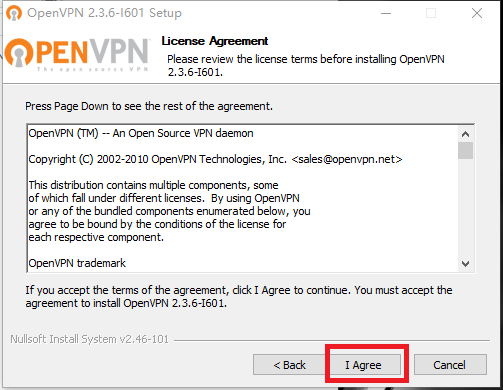 OpenVPN 2.3.6-I601 Setup
OPENVPN
The open source VPN
License Agreement
Please review the license terms before installing OpenVPN
2.3.6-I601.
Press Page Down to see the rest of the agreement.
OpenVPN (TM) -- An Open Source VPN daemon
Copyright (C) 2002-2010 OpenVPN Technologies, Inc. <sales@openvpn.net>
This distribution contains multiple components, some
of which fall under different licenses. By using OpenVPN
or any of the bundled components enumerated below, you
agree to be bound by the conditions of the license for
each respective component.
OpenVPN trademark
If you accept the terms of the agreement, click I Agree to continue. You must accept the
agreement to install OpenVPN 2.3.6-I601.
Nullsoft Install System v2.46-101
< Back
I Agree
Cancel